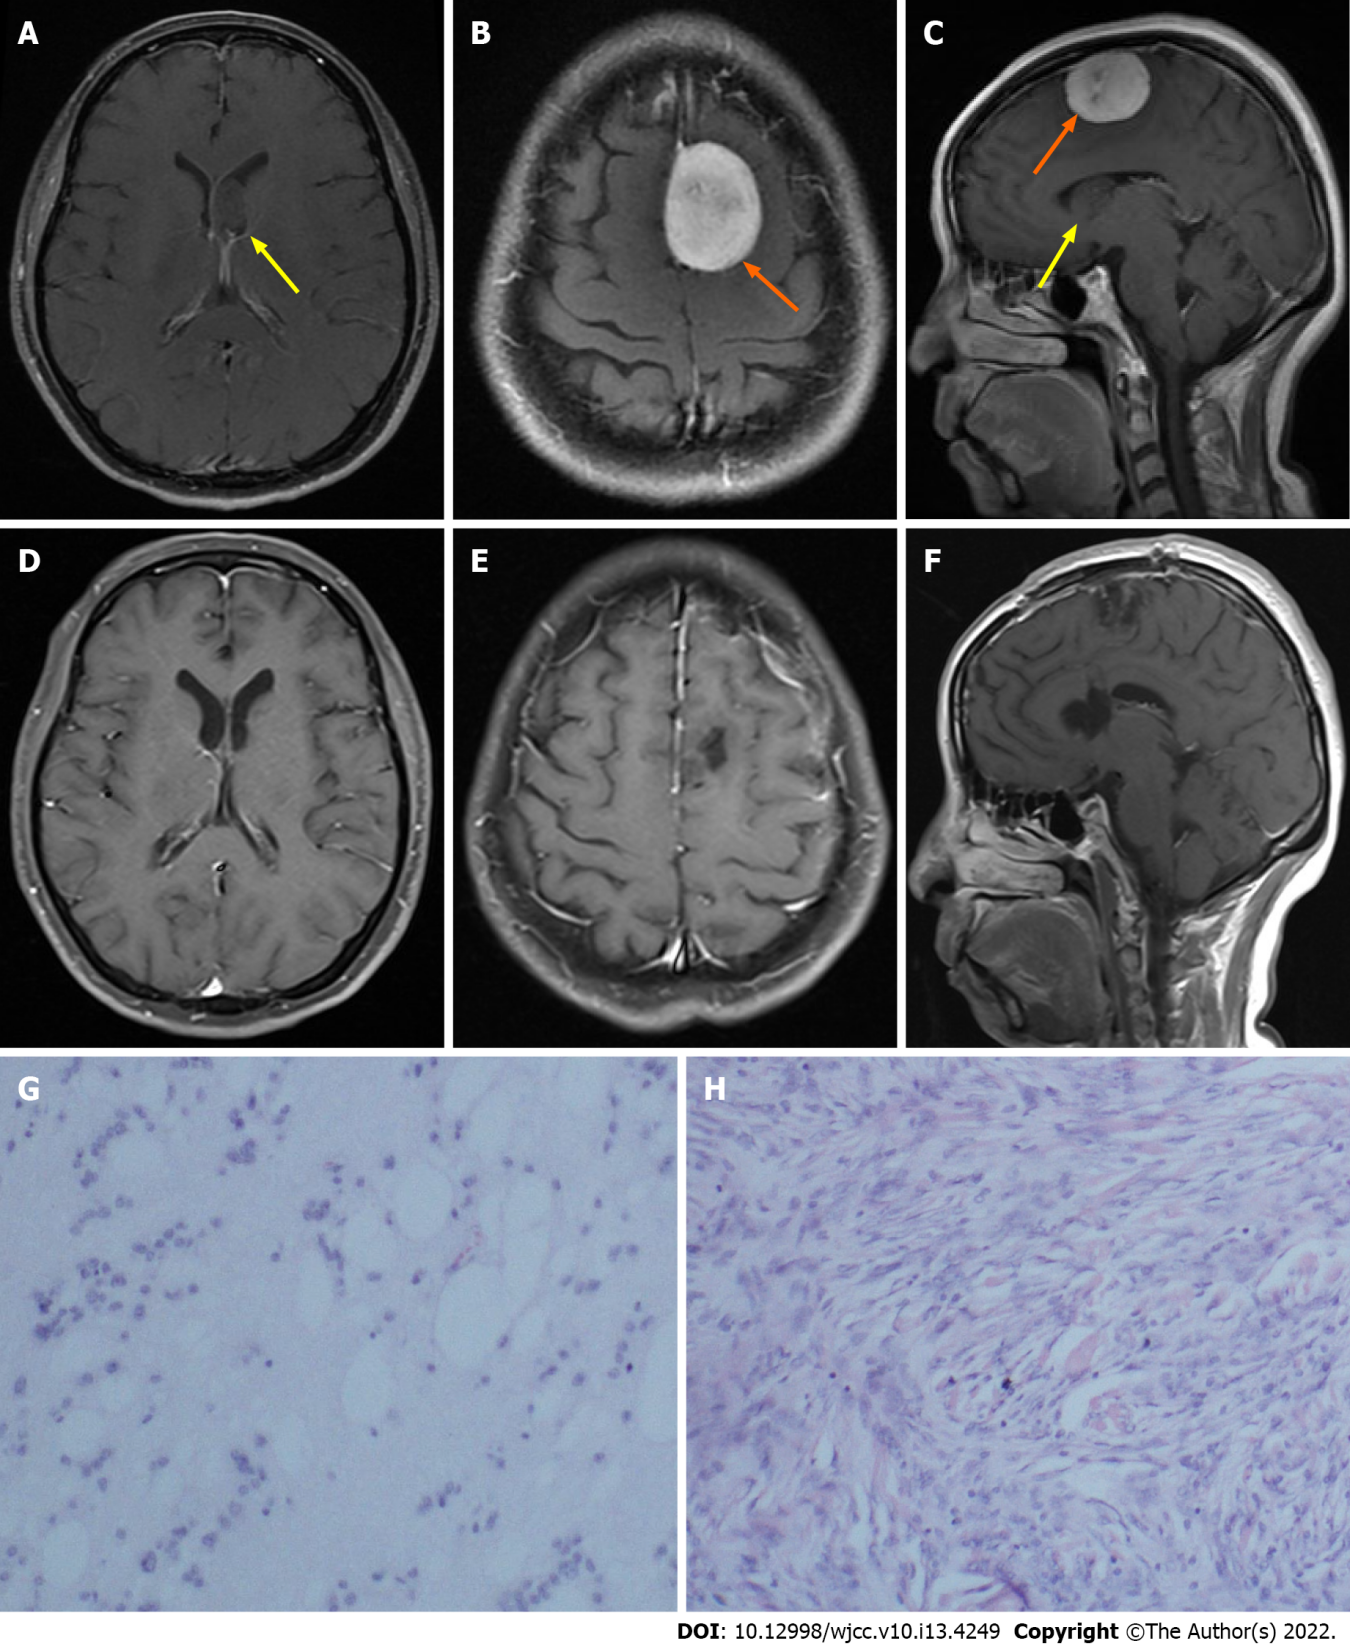 A
B
C
D
E
F
G
H
DOI: 10.12998/wjcc.v10.i13.4249 Copyright ©The Author(s) 2022.